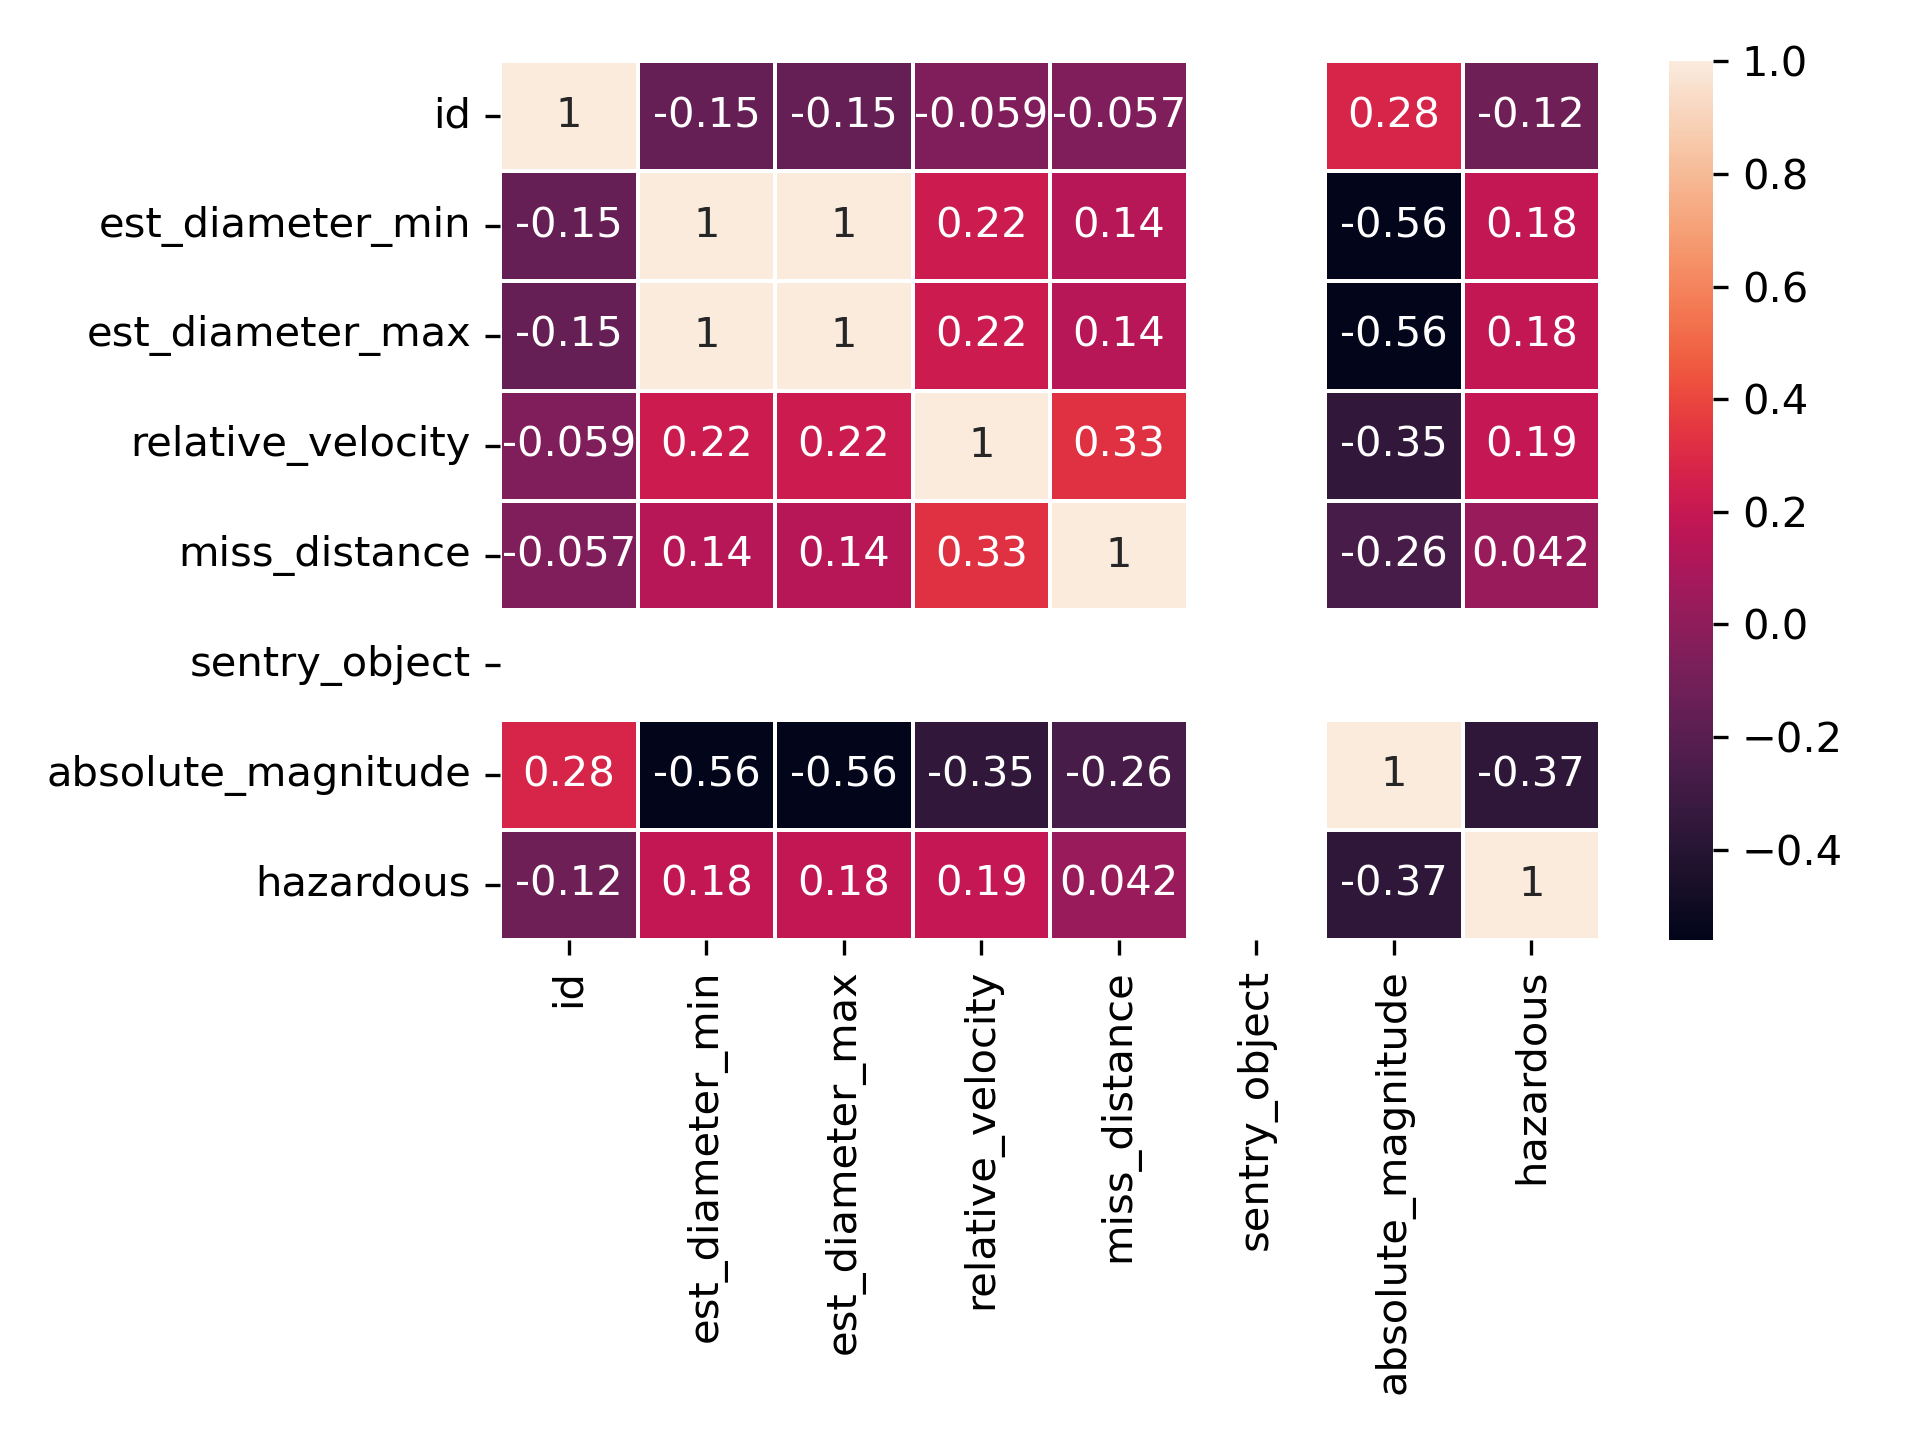 id 1 -0.15 -0.15 -0.059 -0.057 0.28 -0.12
est_diameter_min -0.15 1 1 0.22 0.14 -0.56 0.18
est_diameter_max -0.15 1 1 0.22 0.14 -0.56 0.18
relative_velocity -0.059 0.22 0.22 1 0.33 -0.35 0.19
miss_distance -0.057 0.14 0.14 0.33 1 -0.26 0.042
sentry_object
absolute_magnitude 0.28 -0.56 -0.56 -0.35 -0.26 1 -0.37
hazardous -0.12 0.18 0.18 0.19 0.042 -0.37 1
id
est_diameter_min
est_diameter_max
relative_velocity
miss_distance
sentry_object
absolute_magnitude
hazardous
1.0
0.8
0.6
0.4
0.2
0.0
−0.2
−0.4